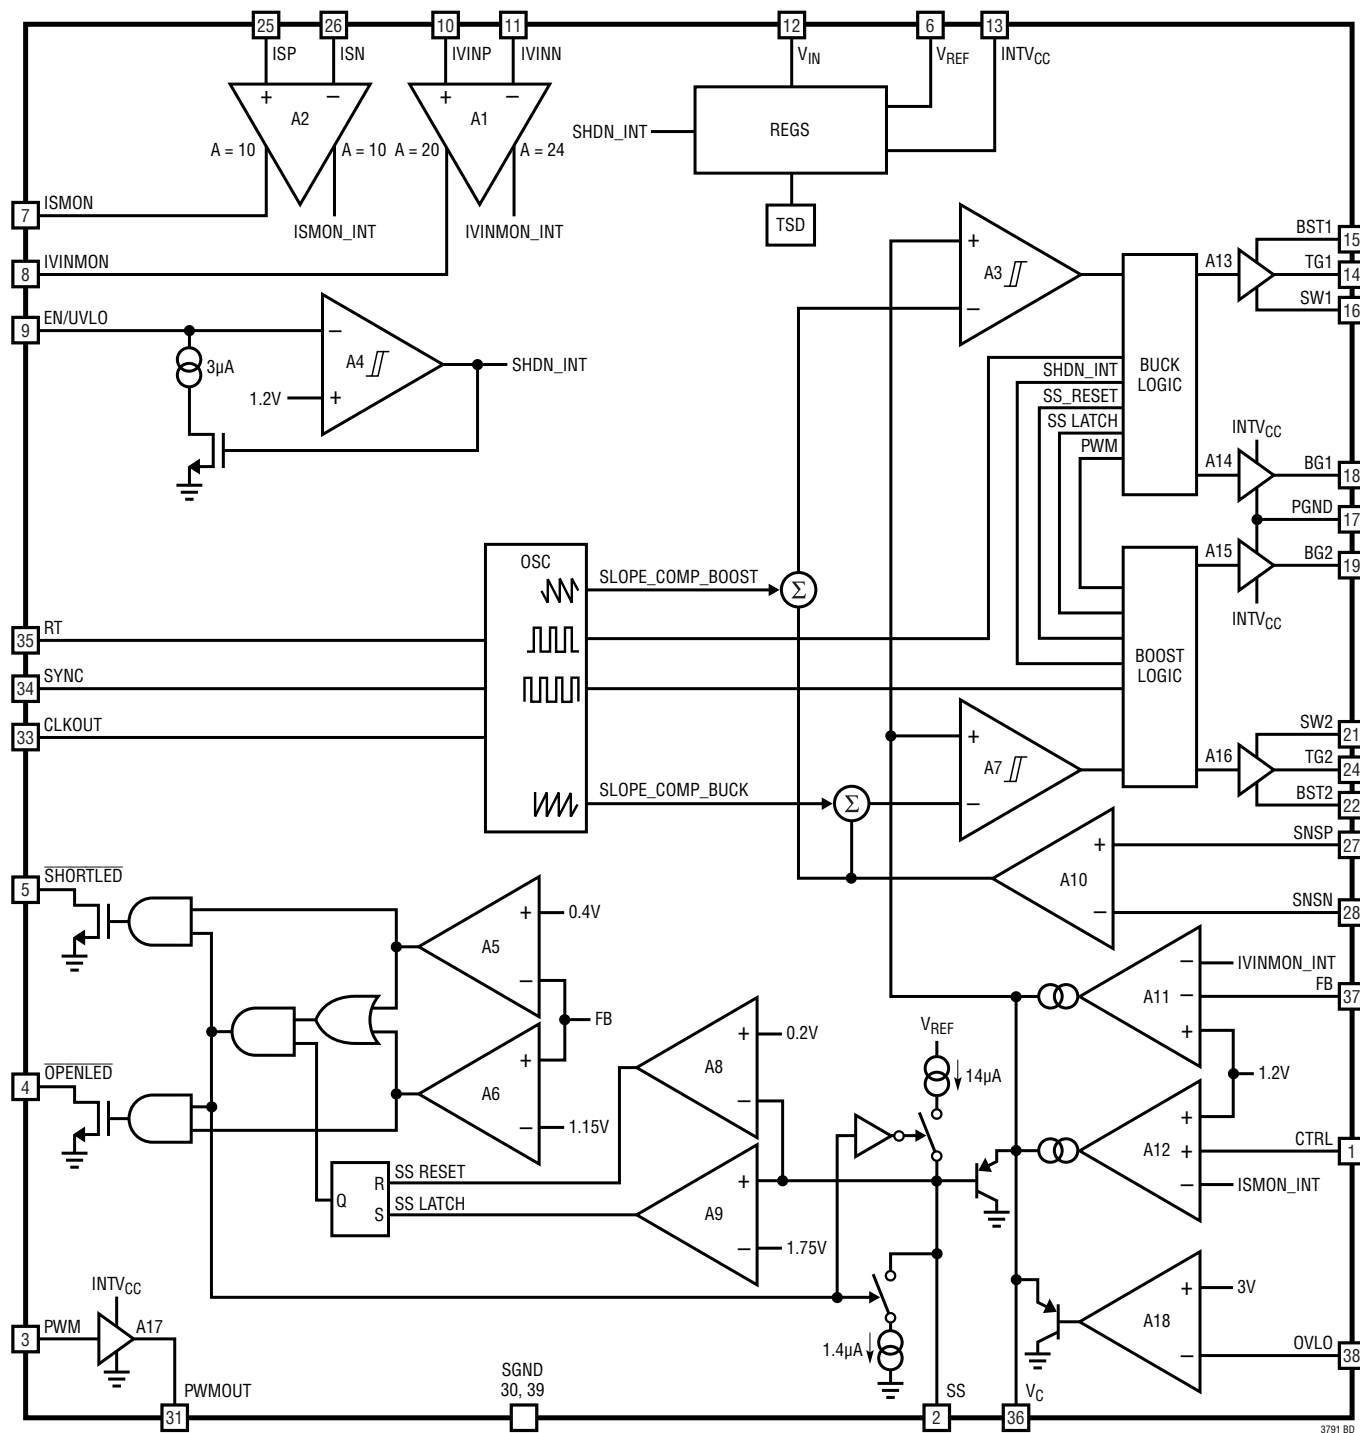 25 26 10 11 12 6 13
ISP ISN IVINP IVINN VIN VREF INTVCC
+ − + −
A2 A1
A = 10 A = 10 A = 20 A = 24
SHDN_INT REGS
TSD
7 ISMON
ISMON_INT IVINMON_INT
8 IVINMON
9 EN/UVLO
−
3µA A4 SHDN_INT
1.2V +
+
A3
−
BUCK
LOGIC
SHDN_INT
SS_RESET
SS LATCH
PWM
A13 BST1 15
TG1 14
SW1 16
INTVCC
A14 BG1 18
PGND 17
A15 BG2 19
INTVCC
OSC
SLOPE_COMP_BOOST Σ
35 RT
34 SYNC
33 CLKOUT
BOOST
LOGIC
+
A7
−
SLOPE_COMP_BUCK Σ
SW2 21
A16 TG2 24
BST2 22
SNSP 27
+
A10
−
SNSN 28
5 SHORTLED
+ 0.4V
A5
−
FB
+
A6
− 1.15V
4 OPENLED
− IVINMON_INT
A11 − FB 37
+
1.2V
+
A12 + CTRL 1
− ISMON_INT
+ 0.2V
A8
−
VREF
14µA
SS RESET R
Q
SS LATCH S
+
A9
− 1.75V
1.4µA
+ 3V
A18
− OVLO 38
INTVCC
3 PWM A17
PWMOUT
31
SGND
30, 39
SS
2
VC
36
3791 BD